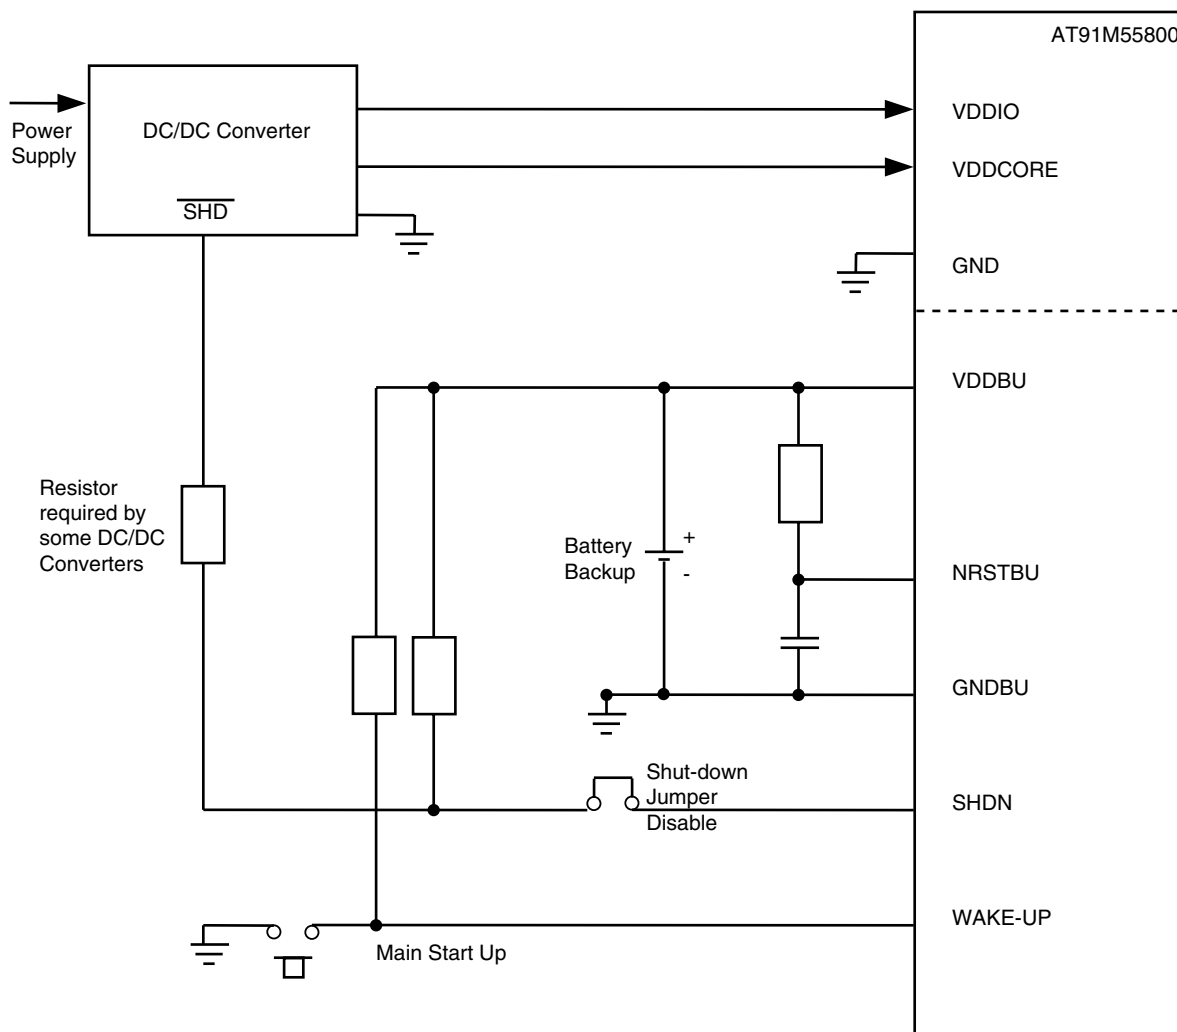 AT91M55800
Power
Supply
DC/DC Converter
SHD
VDDIO
VDDCORE
GND
VDDBU
Resistor
required by
some DC/DC
Converters
Battery
Backup
+
-
NRSTBU
GNDBU
Shut-down
Jumper
Disable
SHDN
WAKE-UP
Main Start Up